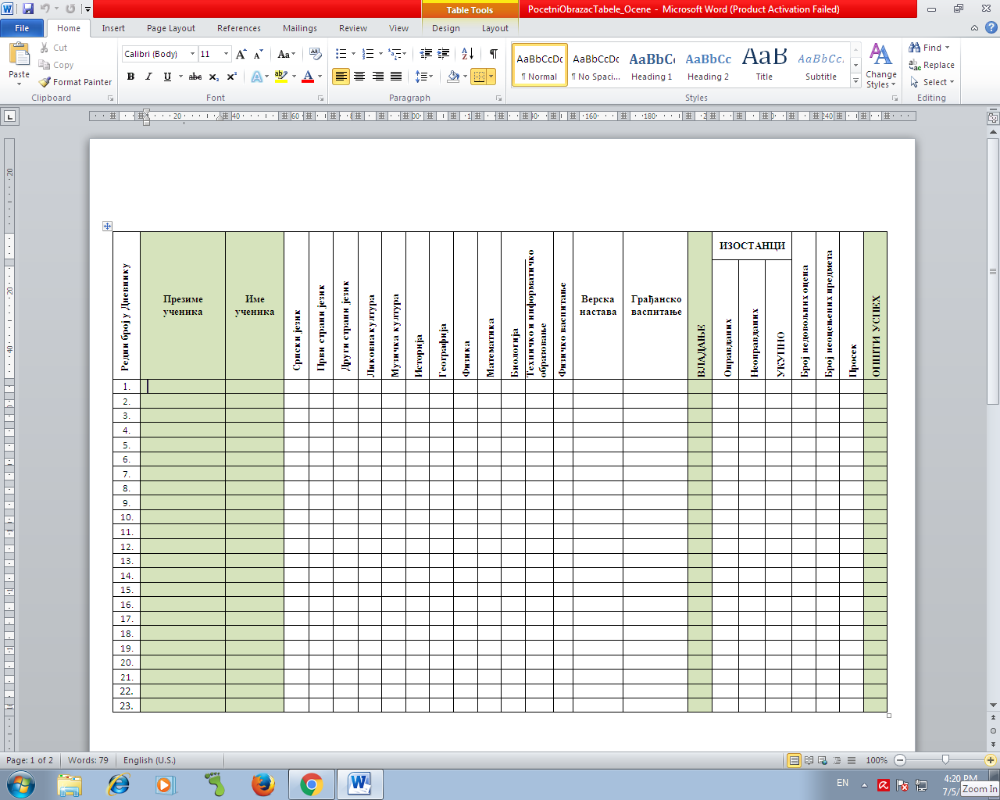 Table Tools
PocetniObrazacTabele_Ocene - Microsoft Word (Product Activation Failed)
File Home Insert Page Layout References Mailings Review View Design Layout
Paste
Cut
Copy
Format Painter
Clipboard
Calibri (Body) 11
Font
Paragraph
AaBbCcDc AaBbCcDc AaBbCc AaBbCc AaB AaBbCc.
¶ Normal ¶ No Spaci... Heading 1 Heading 2 Title Subtitle
Change
Styles
Styles
Find
Replace
Select
Editing
Редни број у Дневнику
Презиме
ученика
Име
ученика
Српски језик
Први страни језик
Други страни језик
Ликовна култура
Музичка култура
Историја
Географија
Физика
Математика
Биологија
Техничко и информатичко
образовање
Физичко васпитање
Верска
настава
Грађанско
васпитање
ВЛАДАЊЕ
ИЗОСТАНЦИ
Оправданих
Неоправданих
УКУПНО
Број недовољних оцена
Број неоцењених предмета
Просек
ОПШТИ УСПЕХ
1.
2.
3.
4.
5.
6.
7.
8.
9.
10.
11.
12.
13.
14.
15.
16.
17.
18.
19.
20.
21.
22.
23.
Page: 1 of 2 Words: 79 English (U.S.) 100%
EN 4:20 PM
7/5/
Zoom In